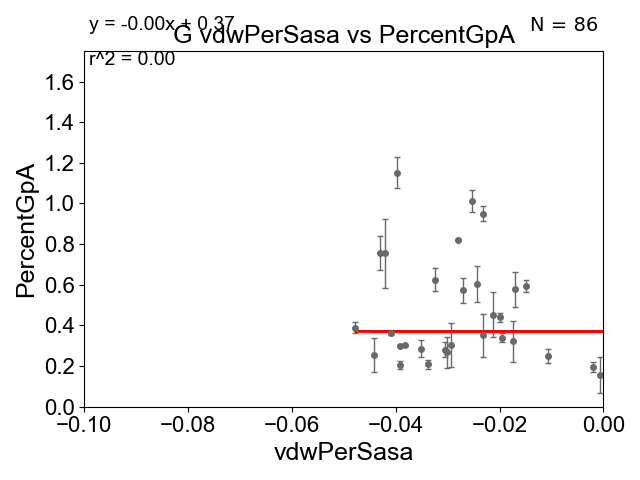 y = -0.00x + 0.37
N = 86
G vdwPerSasa vs PercentGpA
r^2 = 0.00
PercentGpA
1.6
1.4
1.2
1.0
0.8
0.6
0.4
0.2
0.0
−0.10 −0.08 −0.06 −0.04 −0.02 0.00
vdwPerSasa